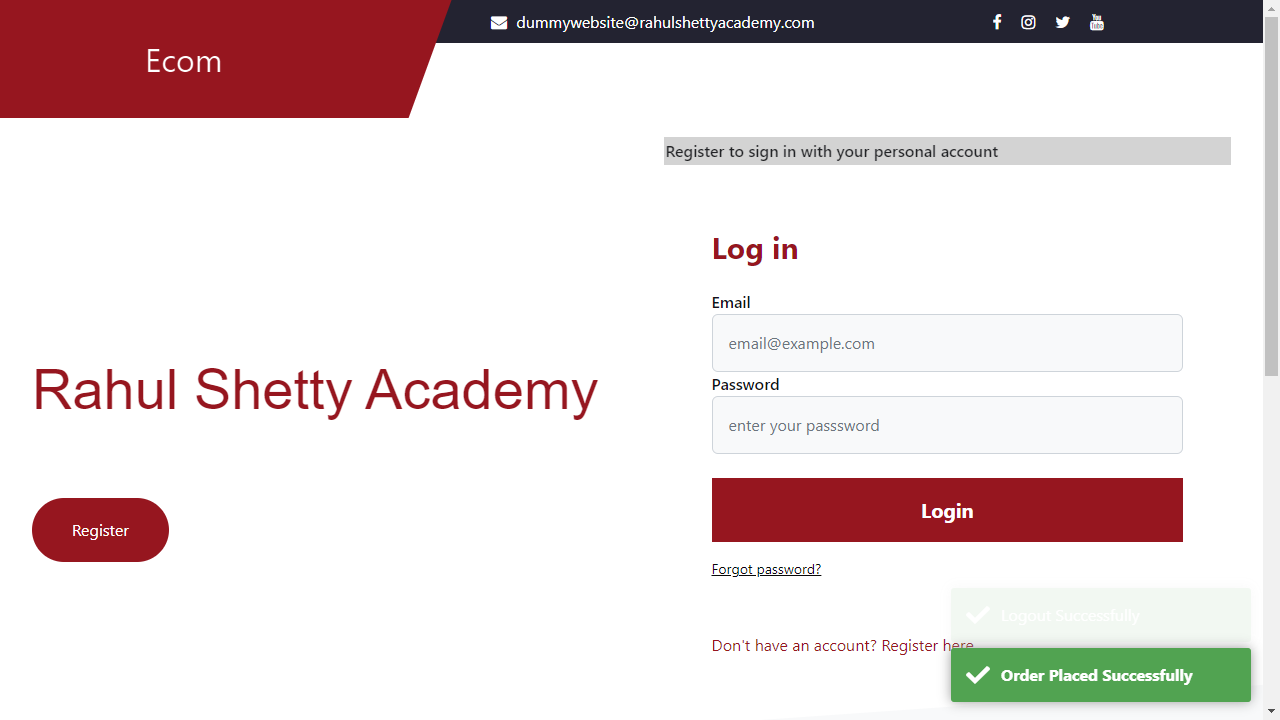 dummywebsite@rahulshettyacademy.com
Ecom
Register to sign in with your personal account
Log in
Email
email@example.com
Password
enter your passsword
Rahul Shetty Academy
Login
Register
Forgot password?
Logout Successfully
Don't have an account? Register here
Order Placed Successfully